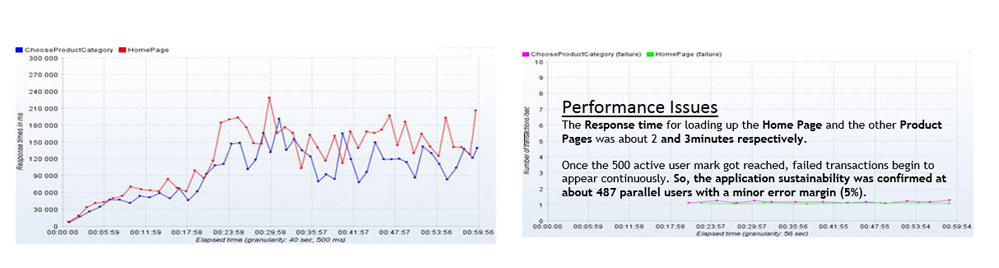 ChooseProductCategory HomePage
300 000
270 000
240 000
210 000
180 000
150 000
120 000
90 000
60 000
30 000
0
Response times in ms
00:00:00 00:05:59 00:11:59 00:17:58 00:23:58 00:29:58 00:35:57 00:41:57 00:47:57 00:53:56 00:59:56
Elapsed time (granularity: 40 sec, 500 ms)
ChooseProductCategory (failure) HomePage (failure)
10
9
8
7
6
5
4
3
2
1
0
Number of transactions /sec
Performance Issues
The Response time for loading up the Home Page and the other Product
Pages was about 2 and 3minutes respectively.
Once the 500 active user mark got reached, failed transactions begin to
appear continuously. So, the application sustainability was confirmed at
about 487 parallel users with a minor error margin (5%).
00:00:00 00:05:59 00:11:58 00:17:58 00:23:57 00:29:57 00:35:56 00:41:55 00:47:55 00:53:54 00:59:54
Elapsed time (granularity: 56 sec)